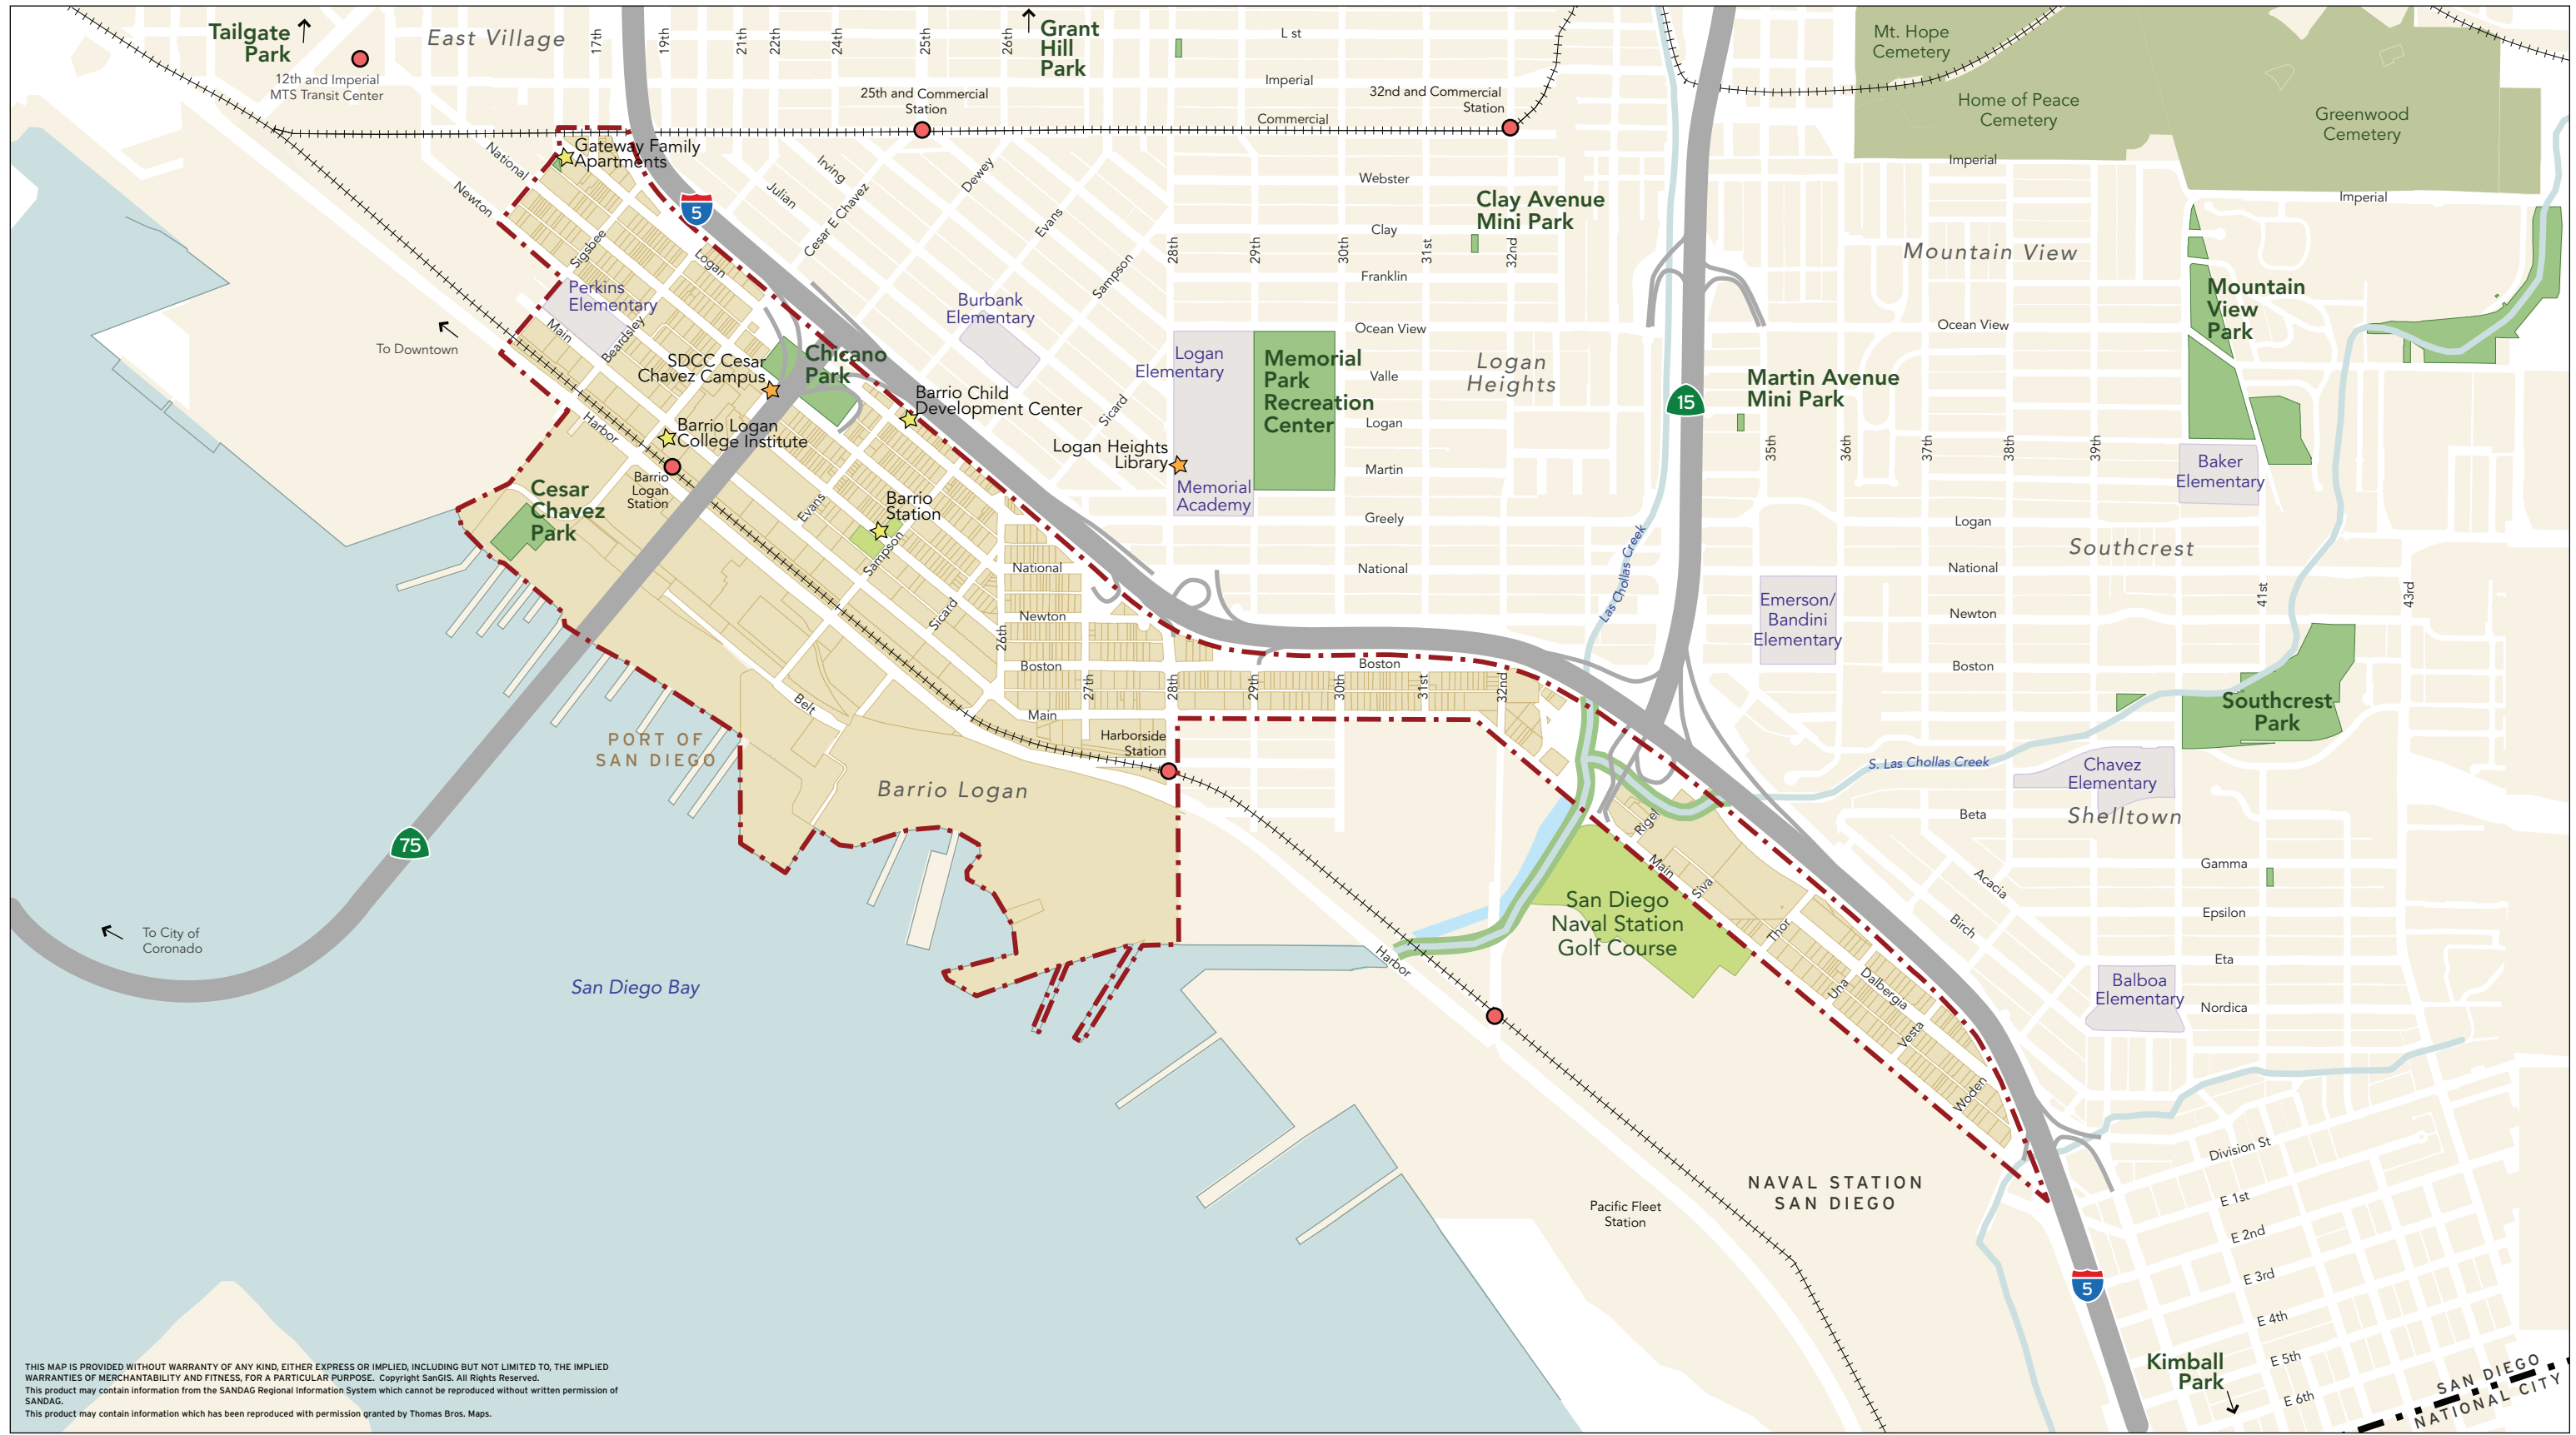 Tailgate
Park
12th and Imperial
MTS Transit Center
East Village
17th
19th
21th
22th
24th
25th
26th
Grant
Hill
Park
L st
Imperial
25th and Commercial
Station
32nd and Commercial
Station
Commercial
Mt. Hope
Cemetery
Home of Peace
Cemetery
Greenwood
Cemetery
Imperial
Imperial
Gateway Family
Apartments
National
Newton
5
Irving
Julian
Cesar E Chavez
Dewey
Evans
Sampson
Sicard
Webster
Clay Avenue
Mini Park
Clay
28th
29th
30th
31st
32nd
Franklin
Mountain View
Mountain
View
Park
Sigsbee
Logan
Perkins
Elementary
Main
Beardsley
To Downtown
Burbank
Elementary
Ocean View
Ocean View
SDCC Cesar
Chavez Campus
Chicano
Park
Logan
Elementary
Memorial
Park
Recreation
Center
Valle
Logan
Heights
15
Martin Avenue
Mini Park
Barrio Child
Development Center
Harbor
Barrio Logan
College Institute
Logan Heights
Library
Logan
Martin
35th
36th
37th
38th
39th
Baker
Elementary
Barrio
Logan
Station
Cesar
Chavez
Park
Evans
Barrio
Station
Sampson
Memorial
Academy
Greely
Logan
Southcrest
Las Chollas Creek
National
National
National
41st
43rd
Emerson/
Bandini
Elementary
Sicard
Newton
Newton
26th
Boston
Boston
Boston
27th
28th
29th
30th
31st
32nd
Belt
Main
Southcrest
Park
PORT OF
SAN DIEGO
Harborside
Station
S. Las Chollas Creek
Chavez
Elementary
Barrio Logan
Beta
Shelltown
Rigel
75
Main
Siva
Gamma
Acacia
San Diego
Naval Station
Golf Course
Epsilon
Birch
Thor
To City of
Coronado
Harbor
Eta
San Diego Bay
Una
Dalbergia
Balboa
Elementary
Nordica
Vesta
Woden
Division St
NAVAL STATION
SAN DIEGO
Pacific Fleet
Station
E 1st
E 2nd
E 3rd
5
E 4th
E 5th
E 6th
Kimball
Park
SAN DIEGO
NATIONAL CITY
THIS MAP IS PROVIDED WITHOUT WARRANTY OF ANY KIND, EITHER EXPRESS OR IMPLIED, INCLUDING BUT NOT LIMITED TO, THE IMPLIED
WARRANTIES OF MERCHANTABILITY AND FITNESS, FOR A PARTICULAR PURPOSE. Copyright SanGIS. All Rights Reserved.
This product may contain information from the SANDAG Regional Information System which cannot be reproduced without written permission of
SANDAG.
This product may contain information which has been reproduced with permission granted by Thomas Bros. Maps.